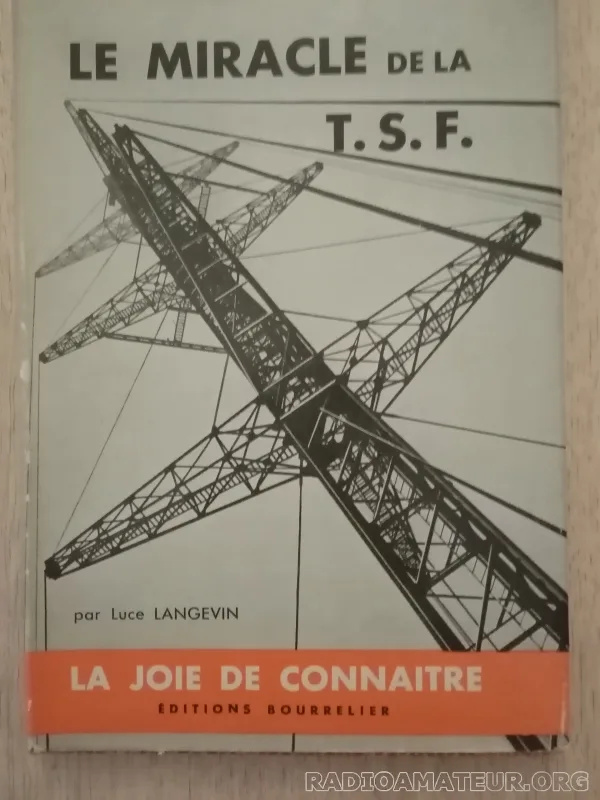 LE MIRACLE DE LA
T. S. F.
par Luce LANGEVIN
LA JOIE DE CONNAITRE
ÉDITIONS BOURRELIER
RADIOAMATEUR.ORG